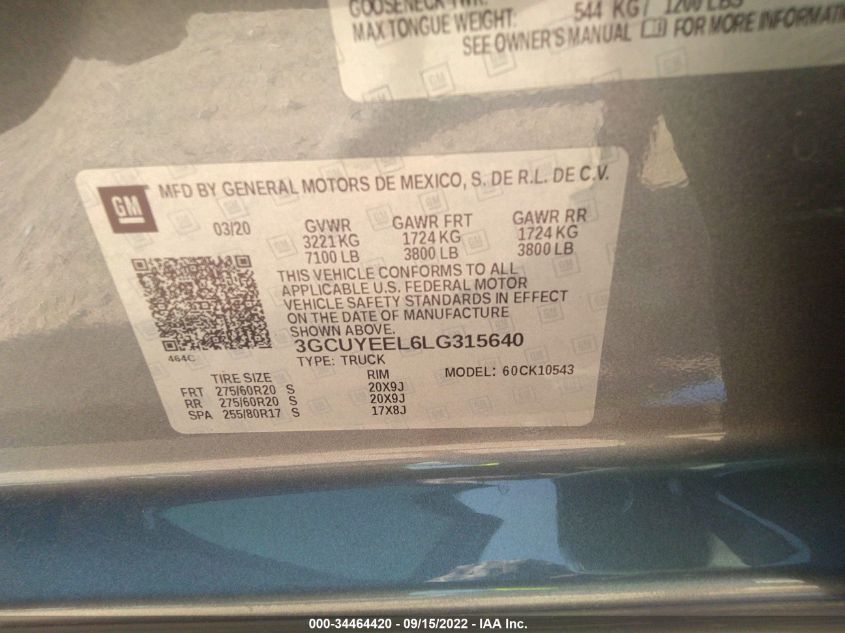 GOOSENECK TWR:
MAX TONGUE WEIGHT: 544 KG / 1200 LBS
SEE OWNER'S MANUAL FOR MORE INFORMATI
GM
MFD BY GENERAL MOTORS DE MEXICO, S. DE R.L. DE C.V.
03/20 GVWR GAWR FRT GAWR RR
3221 KG 1724 KG 1724 KG
7100 LB 3800 LB 3800 LB
THIS VEHICLE CONFORMS TO ALL
APPLICABLE U.S. FEDERAL MOTOR
VEHICLE SAFETY STANDARDS IN EFFECT
ON THE DATE OF MANUFACTURE
SHOWN ABOVE.
464C
3GCUYEEL6LG315640
TYPE: TRUCK MODEL: 60CK10543
TIRE SIZE RIM
FRT 275/60R20 S 20X9J
RR 275/60R20 S 20X9J
SPA 255/80R17 S 17X8J
000-34464420 - 09/15/2022 - IAA Inc.